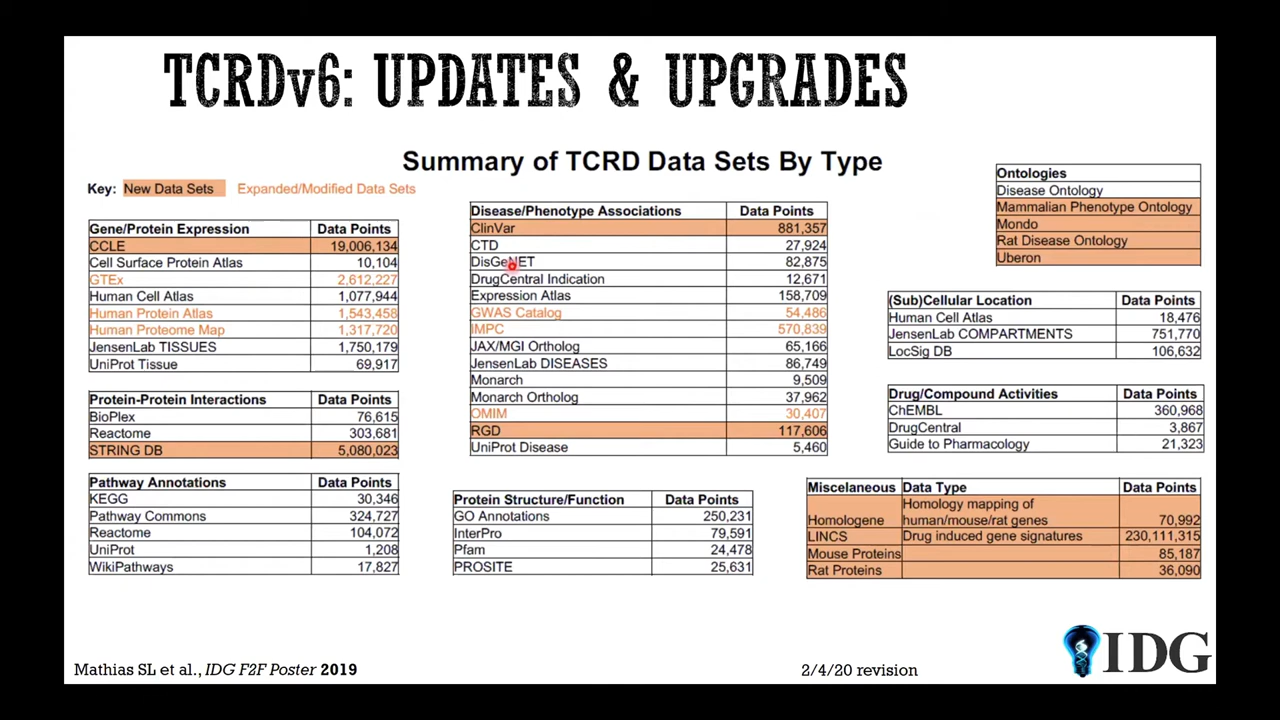 TCRDv6: UPDATES & UPGRADES
Summary of TCRD Data Sets By Type
Key: New Data Sets Expanded/Modified Data Sets
Gene/Protein Expression Data Points
CCLE 19,006,134
Cell Surface Protein Atlas 10,104
GTEx 2,612,227
Human Cell Atlas 1,077,944
Human Protein Atlas 1,543,458
Human Proteome Map 1,317,720
JensenLab TISSUES 1,750,179
UniProt Tissue 69,917
Protein-Protein Interactions Data Points
BioPlex 76,615
Reactome 303,681
STRING DB 5,080,023
Pathway Annotations Data Points
KEGG 30,346
Pathway Commons 324,727
Reactome 104,072
UniProt 1,208
WikiPathways 17,827
Disease/Phenotype Associations Data Points
ClinVar 881,357
CTD 27,924
DisGeNET 82,875
DrugCentral Indication 12,671
Expression Atlas 158,709
GWAS Catalog 54,486
IMPC 570,839
JAX/MGI Ortholog 65,166
JensenLab DISEASES 86,749
Monarch 9,509
Monarch Ortholog 37,962
OMIM 30,407
RGD 117,606
UniProt Disease 5,460
Protein Structure/Function Data Points
GO Annotations 250,231
InterPro 79,591
Pfam 24,478
PROSITE 25,631
Ontologies
Disease Ontology
Mammalian Phenotype Ontology
Mondo
Rat Disease Ontology
Uberon
(Sub)Cellular Location Data Points
Human Cell Atlas 18,476
JensenLab COMPARTMENTS 751,770
LocSig DB 106,632
Drug/Compound Activities Data Points
ChEMBL 360,968
DrugCentral 3,867
Guide to Pharmacology 21,323
Miscelaneous Data Type Data Points
Homology mapping of
Homologene human/mouse/rat genes 70,992
LINCS Drug induced gene signatures 230,111,315
Mouse Proteins 85,187
Rat Proteins 36,090
IDG
Mathias SL et al., IDG F2F Poster 2019
2/4/20 revision